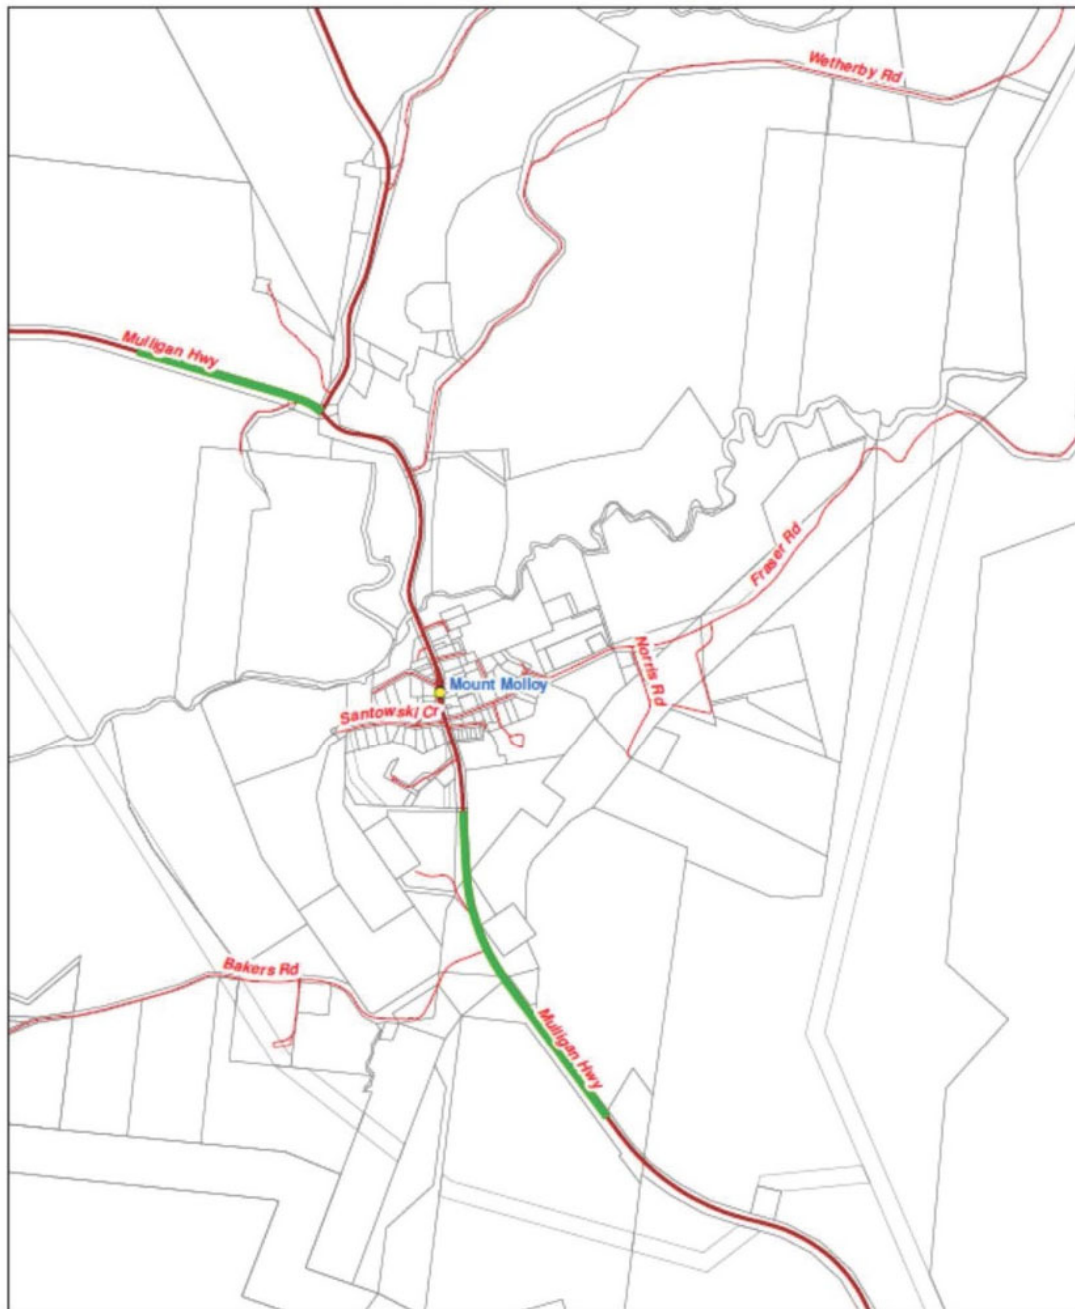 Wetherby Rd
Mulligan Hwy
Fraser Rd
Norris Rd
Mount Molloy
Santowski Cr
Bakers Rd
Mulligan Hwy